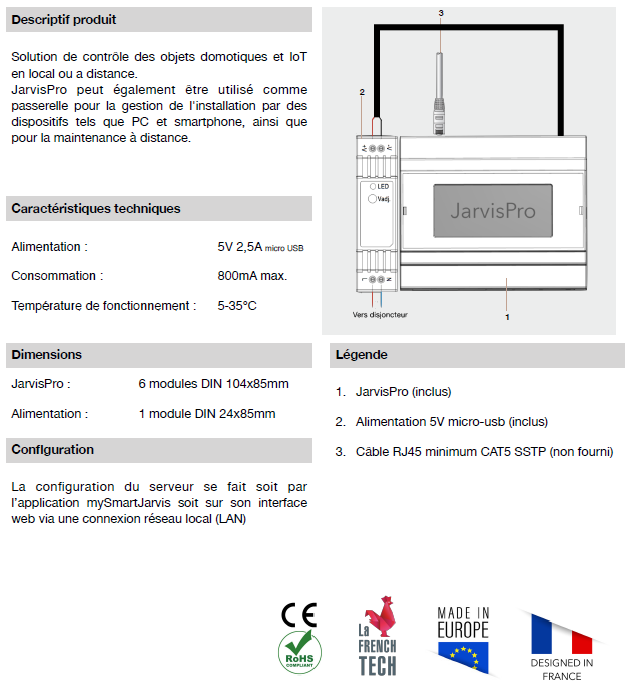 Descriptif produit
Solution de contrôle des objets domotiques et IoT
en local ou a distance.
JarvisPro peut également être utilisé comme
passerelle pour la gestion de l'installation par des
dispositifs tels que PC et smartphone, ainsi que
pour la maintenance à distance.
Caractéristiques techniques
Alimentation : 5V 2,5A micro USB
Consommation : 800mA max.
Température de fonctionnement : 5-35°C
Dimensions
JarvisPro : 6 modules DIN 104x85mm
Alimentation : 1 module DIN 24x85mm
Configuration
La configuration du serveur se fait soit par
l'application mySmartJarvis soit sur son interface
web via une connexion réseau local (LAN)
3
2
V+
V-
LED
Vadj.
JarvisPro
L
N
Vers disjoncteur
1
Légende
1. JarvisPro (inclus)
2. Alimentation 5V micro-usb (inclus)
3. Câble RJ45 minimum CAT5 SSTP (non fourni)
CE
RoHS
COMPLIANT
La
FRENCH
TECH
MADE IN
EUROPE
DESIGNED IN
FRANCE